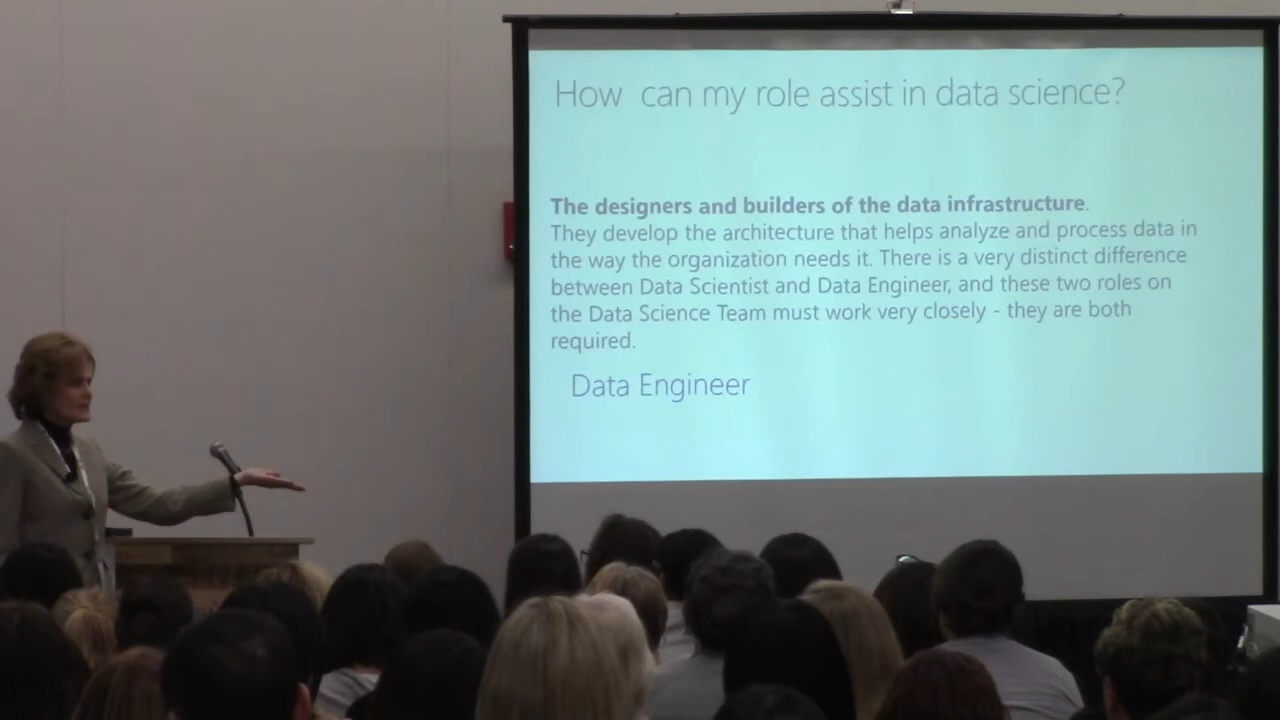 How can my role assist in data science?
The designers and builders of the data infrastructure.
They develop the architecture that helps analyze and process data in
the way the organization needs it. There is a very distinct difference
between Data Scientist and Data Engineer, and these two roles on
the Data Science Team must work very closely - they are both
required.
Data Engineer